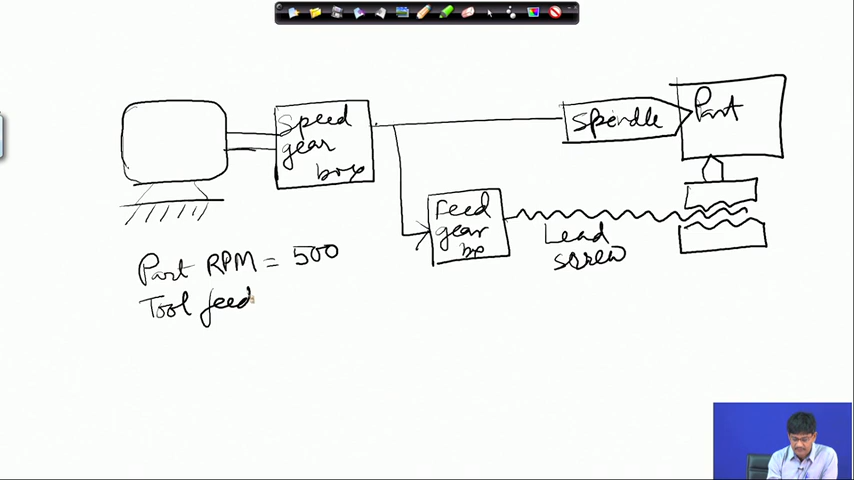 Speed
gear
box
Spindle
Part
Feed
gear
box
Lead
screw
Part RPM = 500
Tool feed